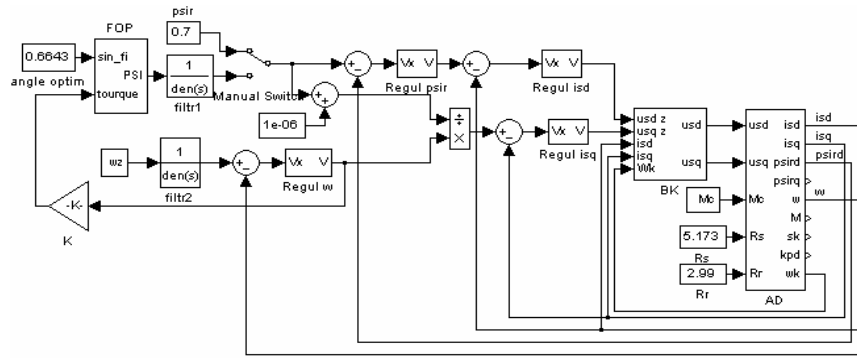 psir
FOP
0.7
0.6643
sin_fi
PSI
tourque
angle optim
1
den(s)
filtr1
Manual Switch
+
-
Vx V
Regul psir
+
-
Vx V
Regul isd
+
+
1e-06
÷
×
+
-
Vx V
Regul isq
wz
1
den(s)
filtr2
+
-
Vx V
Regul w
-K-
K
usd z
usq z
isd
isq
Wk
usd
usq
BK
usd
usq
Mc
Rs
Rr
isd
isq
psird
psirq
w
M
sk
kpd
wk
AD
isd
isq
psird
w
Mc
5.173
Rs
2.99
Rr